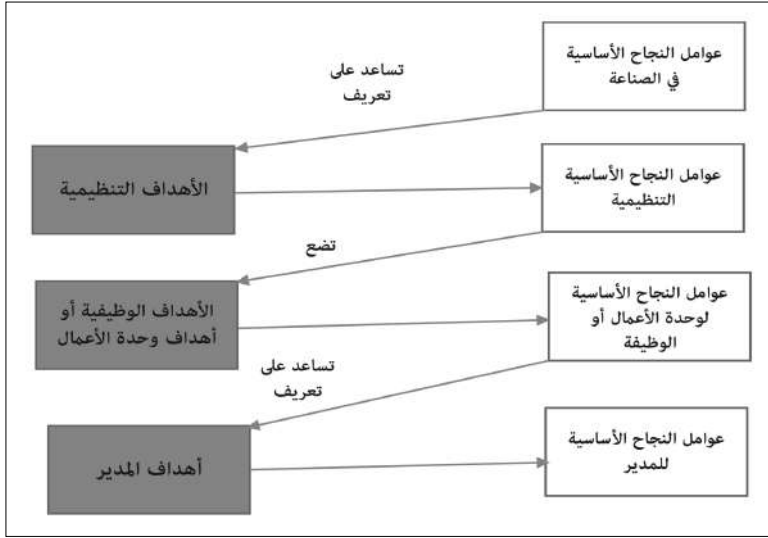 عوامل النجاح الأساسية
في الصناعة
تساعد على
تعريف
الأهداف التنظيمية
عوامل النجاح الأساسية
التنظيمية
تضع
الأهداف الوظيفية أو
أهداف وحدة الأعمال
عوامل النجاح الأساسية
لوحدة الأعمال أو
الوظيفة
تساعد على
تعريف
أهداف المدير
عوامل النجاح الأساسية
للمدير